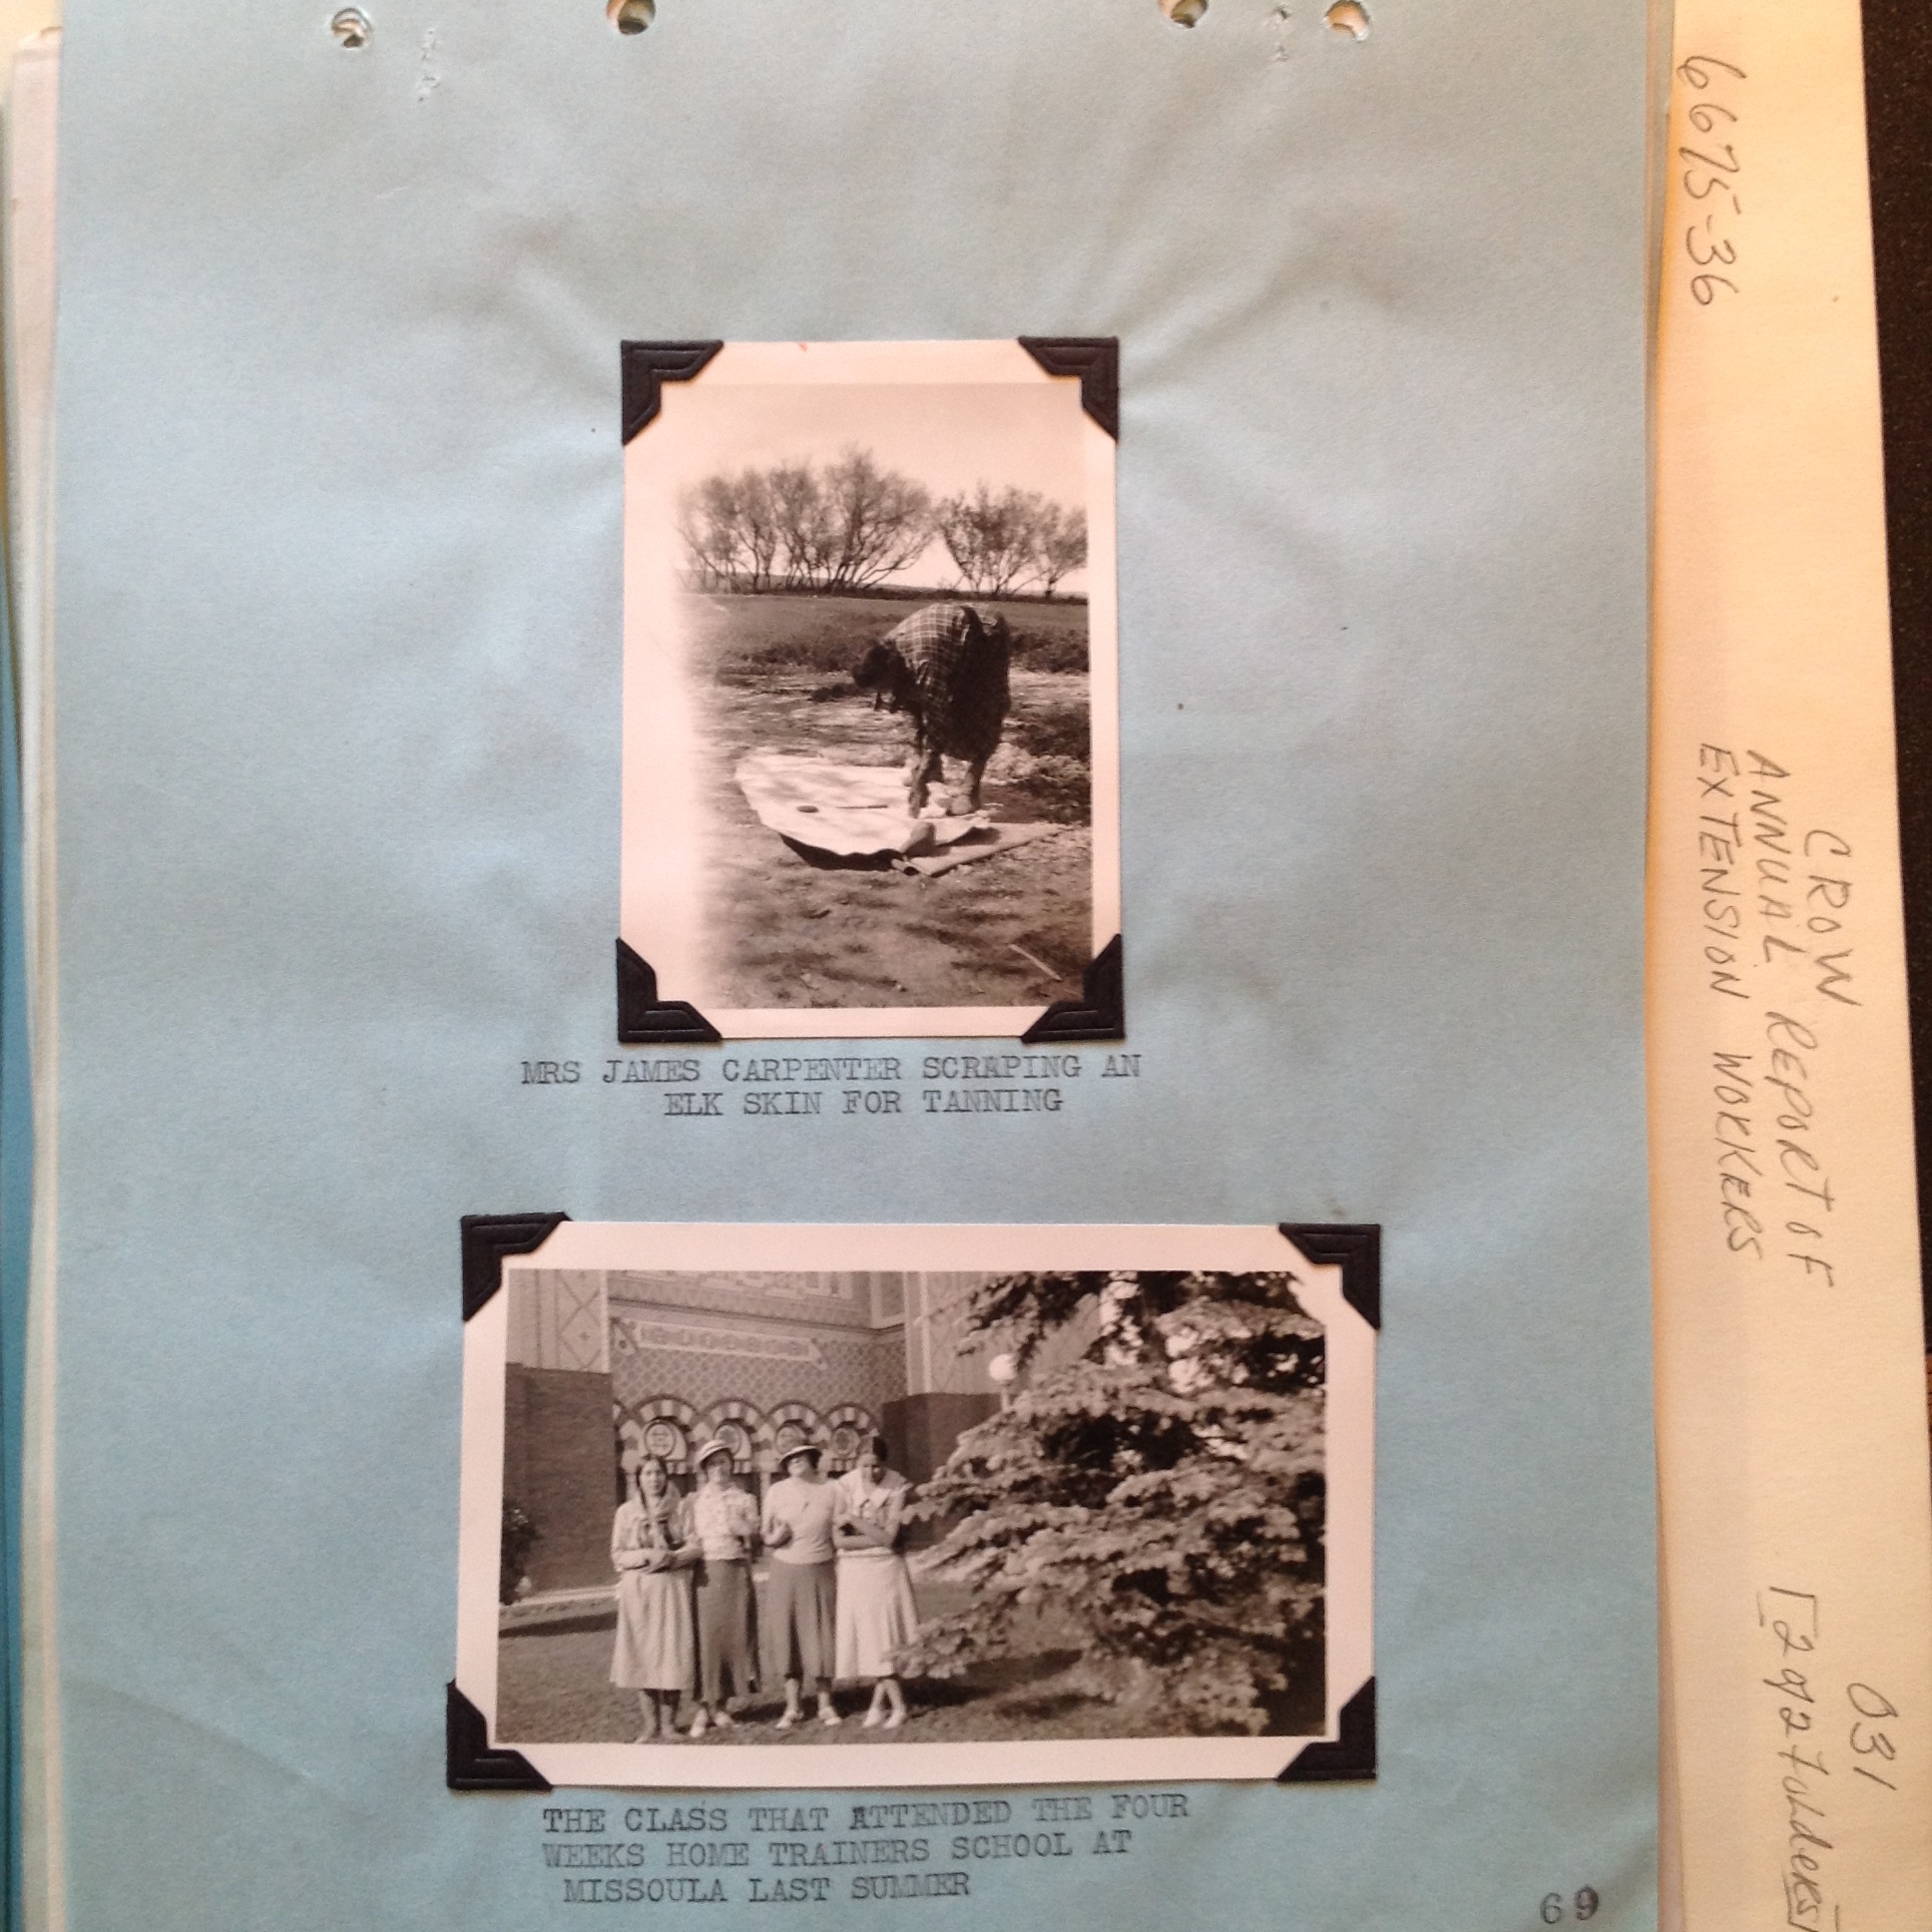 MRS JAMES CARPENTER SCRAPING AN
ELK SKIN FOR TANNING
THE CLASS THAT ATTENDED THE FOUR
WEEKS HOME TRAINERS SCHOOL AT
MISSOULA LAST SUMMER
69
6675-36
CROW
ANNUAL REPORT OF
EXTENSION WORKERS
031
[2 of 2 folders]